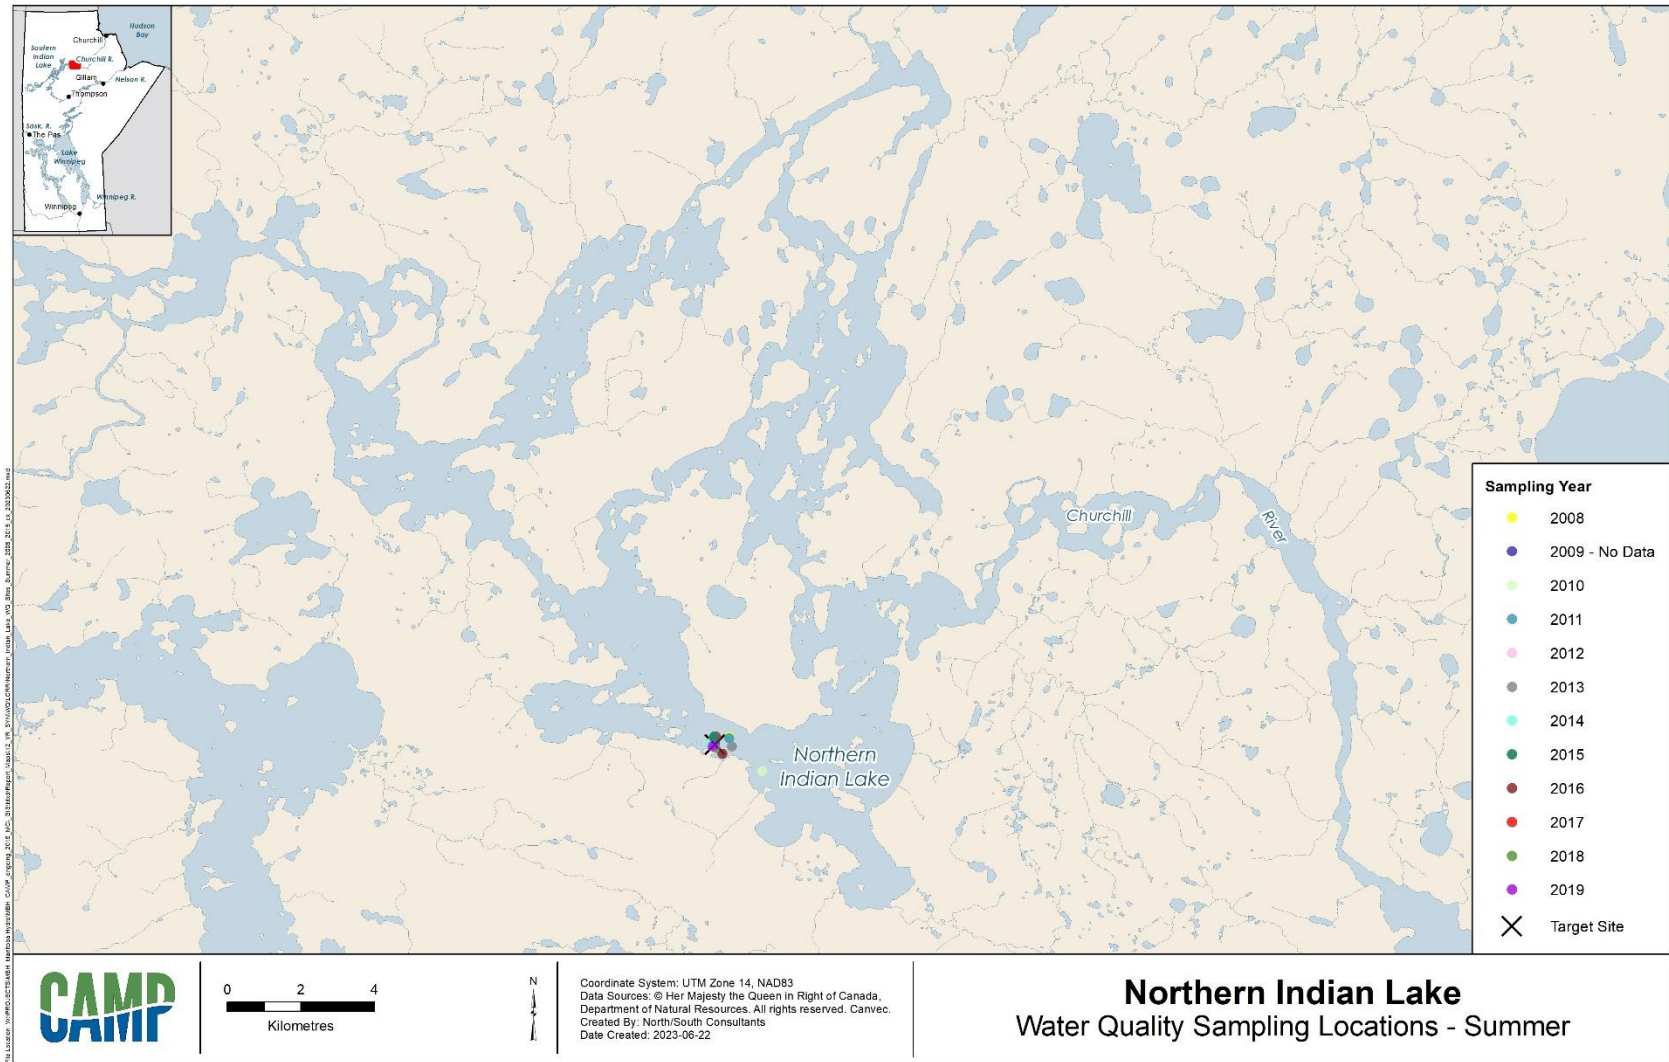 Hudson
Bay
Churchill
Soulern
Indian
Lake
Churchill R.
Gillam
Nelson R.
Thompson
Sask. R.
The Pas
Lake
Winnipeg
Winnipeg R.
Winnipeg
Churchill
River
Northern
Indian Lake
Sampling Year
2008
2009 - No Data
2010
2011
2012
2013
2014
2015
2016
2017
2018
2019
Target Site
CAMP
0 2 4
Kilometres
N
Coordinate System: UTM Zone 14, NAD83
Data Sources: © Her Majesty the Queen in Right of Canada,
Department of Natural Resources. All rights reserved. Canvec.
Created By: North/South Consultants
Date Created: 2023-06-22
Northern Indian Lake
Water Quality Sampling Locations - Summer